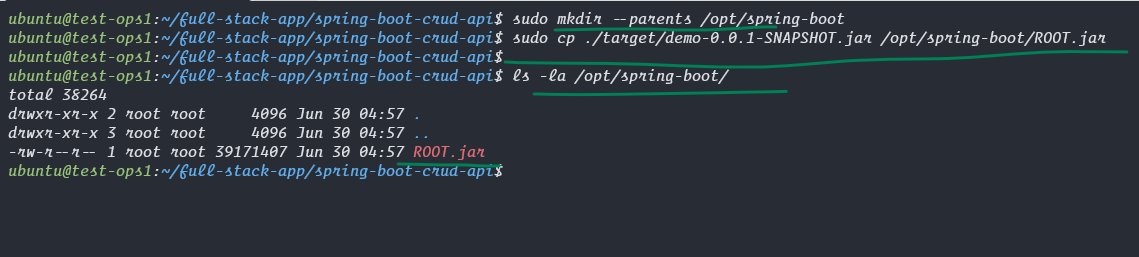 ubuntu@test-ops1:~/full-stack-app/spring-boot-crud-api$ sudo mkdir --parents /opt/spring-boot
ubuntu@test-ops1:~/full-stack-app/spring-boot-crud-api$ sudo cp ./target/demo-0.0.1-SNAPSHOT.jar /opt/spring-boot/ROOT.jar
ubuntu@test-ops1:~/full-stack-app/spring-boot-crud-api$
ubuntu@test-ops1:~/full-stack-app/spring-boot-crud-api$ ls -la /opt/spring-boot/
total 38264
drwxr-xr-x 2 root root     4096 Jun 30 04:57 .
drwxr-xr-x 3 root root     4096 Jun 30 04:57 ..
-rw-r--r-- 1 root root 39171407 Jun 30 04:57 ROOT.jar
ubuntu@test-ops1:~/full-stack-app/spring-boot-crud-api$